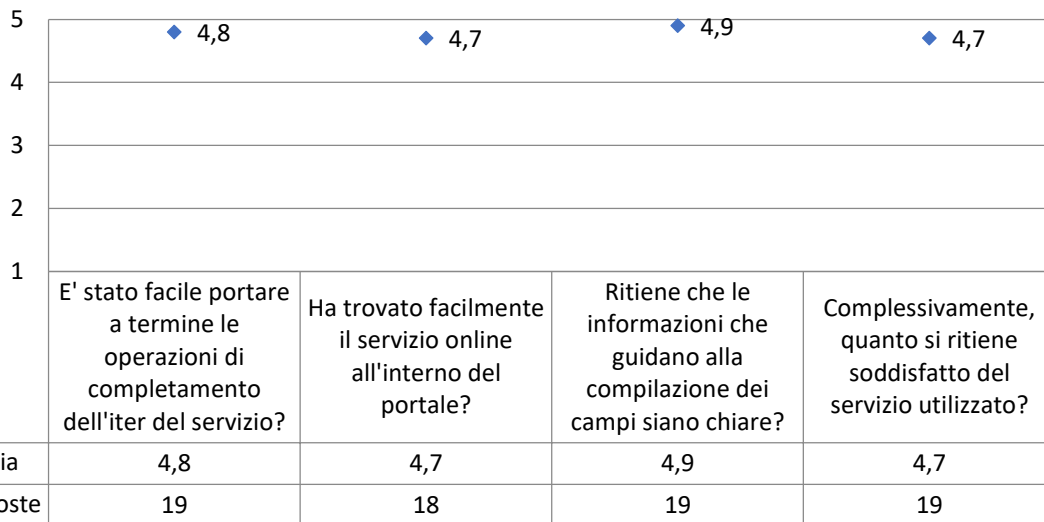 5
4,8
4,7
4,9
4,7
4
3
2
1
E' stato facile portare
a termine le
operazioni di
completamento
dell'iter del servizio?
Ha trovato facilmente
il servizio online
all'interno del
portale?
Ritiene che le
informazioni che
guidano alla
compilazione dei
campi siano chiare?
Complessivamente,
quanto si ritiene
soddisfatto del
servizio utilizzato?
ia 4,8 4,7 4,9 4,7
oste 19 18 19 19